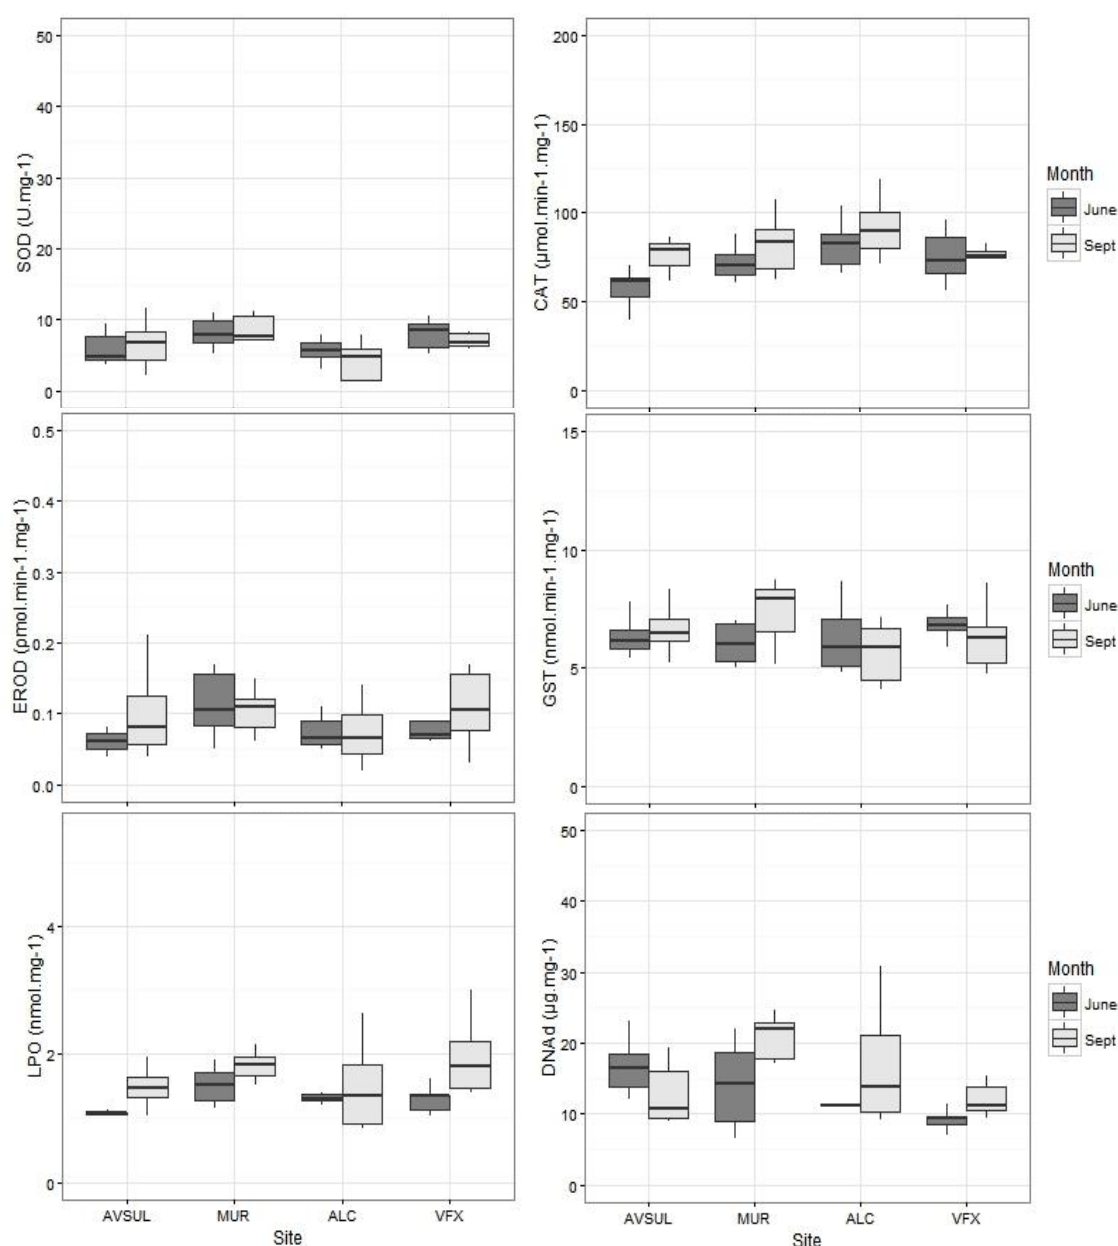 SOD (U.mg-1)
50
40
30
20
10
0
CAT (µmol.min-1.mg-1)
200
150
100
50
0
Month
June
Sept
EROD (pmol.min-1.mg-1)
0.5
0.4
0.3
0.2
0.1
0.0
GST (nmol.min-1.mg-1)
15
10
5
0
Month
June
Sept
LPO (nmol.mg-1)
4
2
0
AVSUL MUR ALC VFX
Site
DNAd (µg.mg-1)
50
40
30
20
10
0
AVSUL MUR ALC VFX
Site
Month
June
Sept